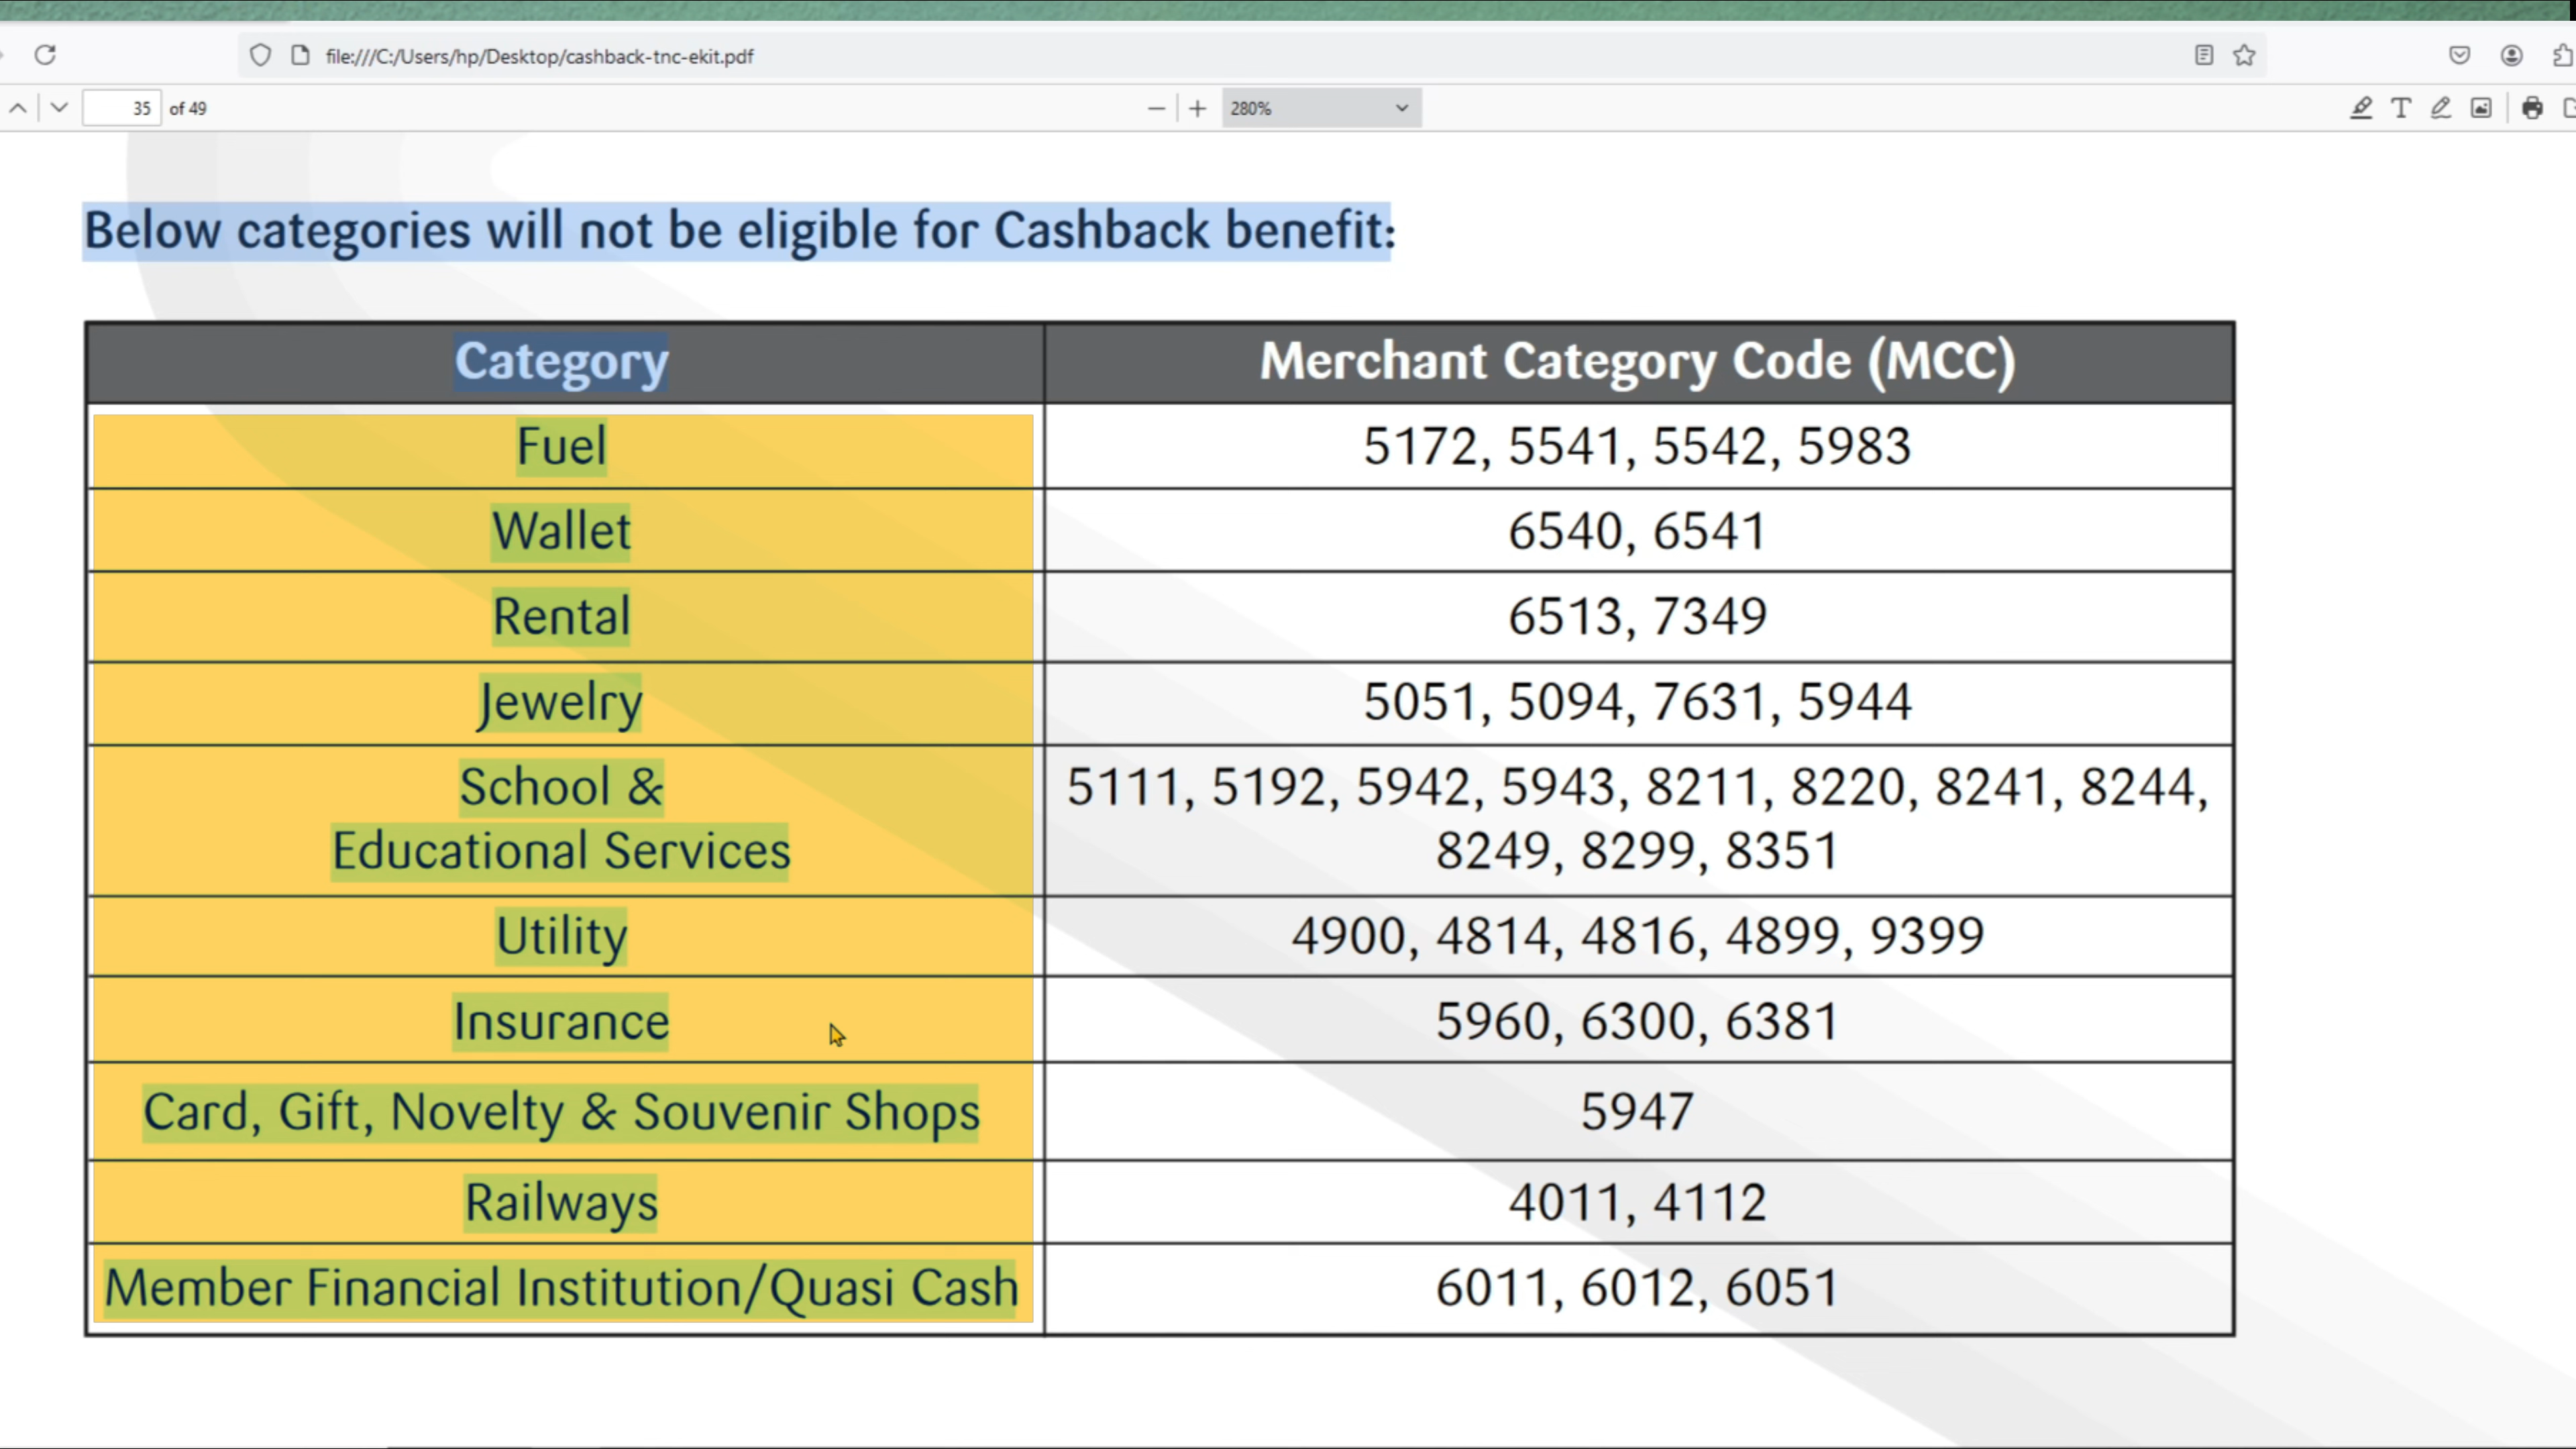 file:///C:/Users/hp/Desktop/cashback-tnc-ekit.pdf
35 of 49
280%
Below categories will not be eligible for Cashback benefit:
Category Merchant Category Code (MCC)
Fuel 5172, 5541, 5542, 5983
Wallet 6540, 6541
Rental 6513, 7349
Jewelry 5051, 5094, 7631, 5944
School & 5111, 5192, 5942, 5943, 8211, 8220, 8241, 8244,
Educational Services 8249, 8299, 8351
Utility 4900, 4814, 4816, 4899, 9399
Insurance 5960, 6300, 6381
Card, Gift, Novelty & Souvenir Shops 5947
Railways 4011, 4112
Member Financial Institution/Quasi Cash 6011, 6012, 6051